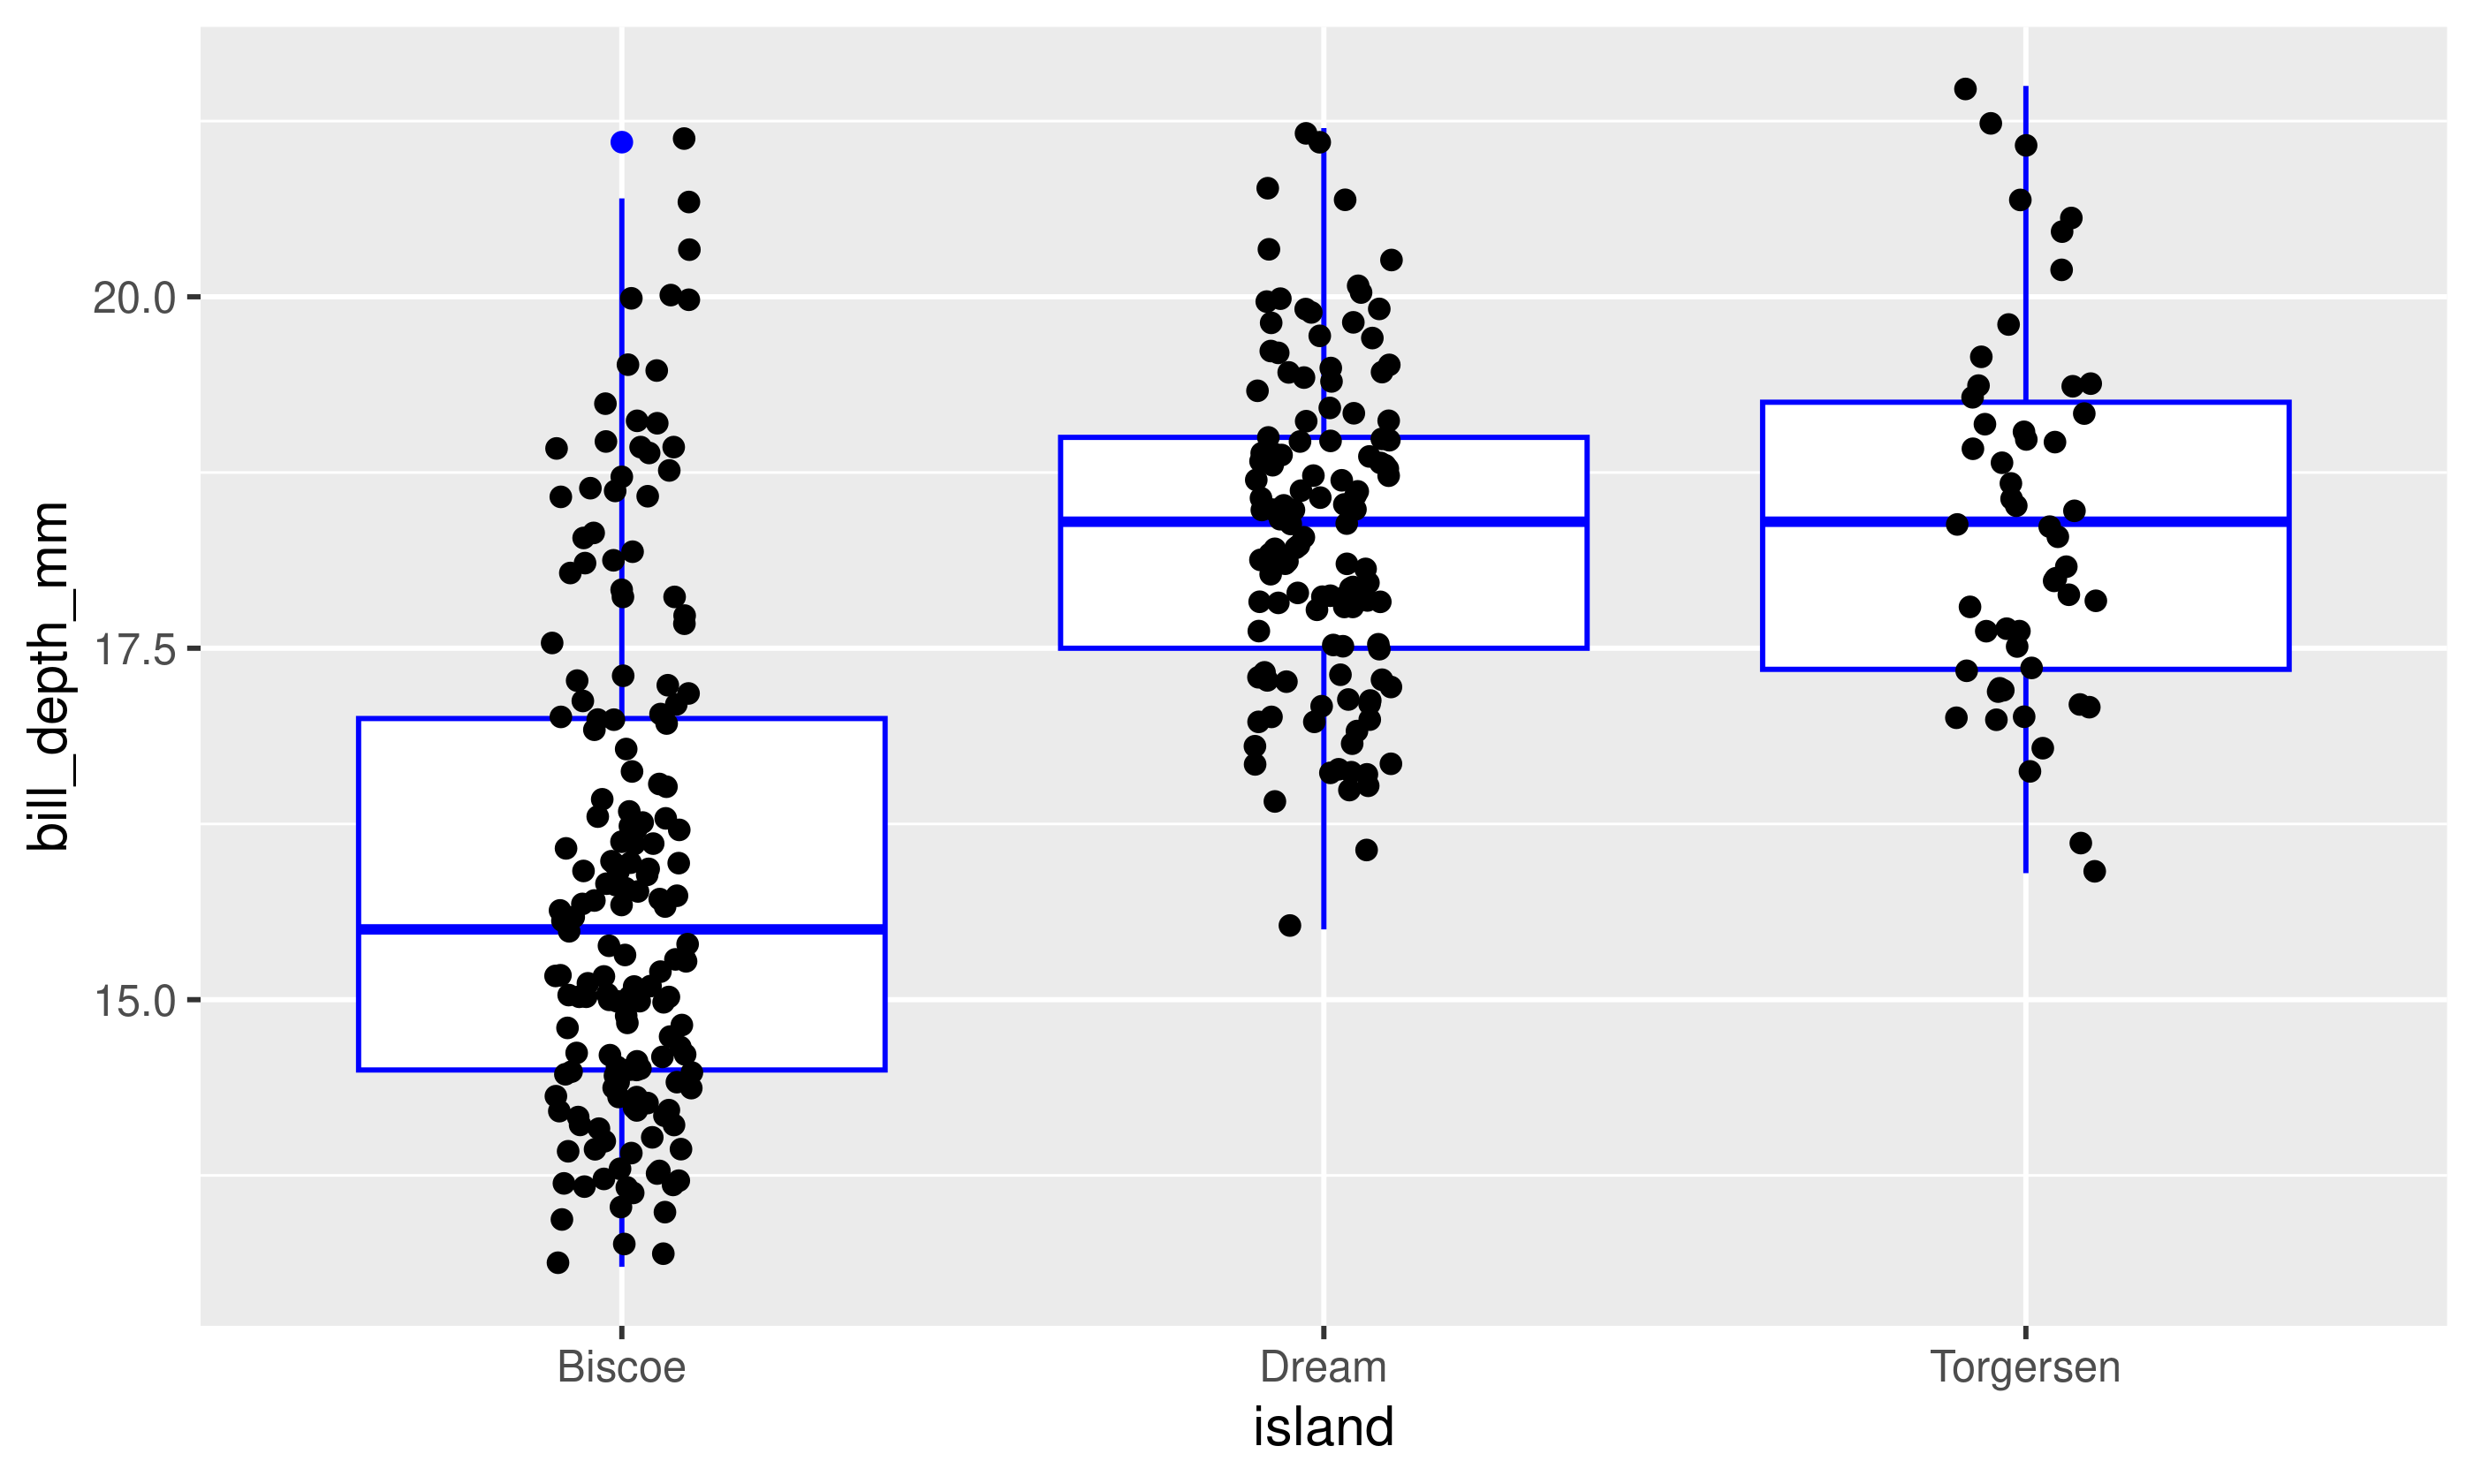 bill_depth_mm
20.0
17.5
15.0
Biscoe
Dream
Torgersen
island